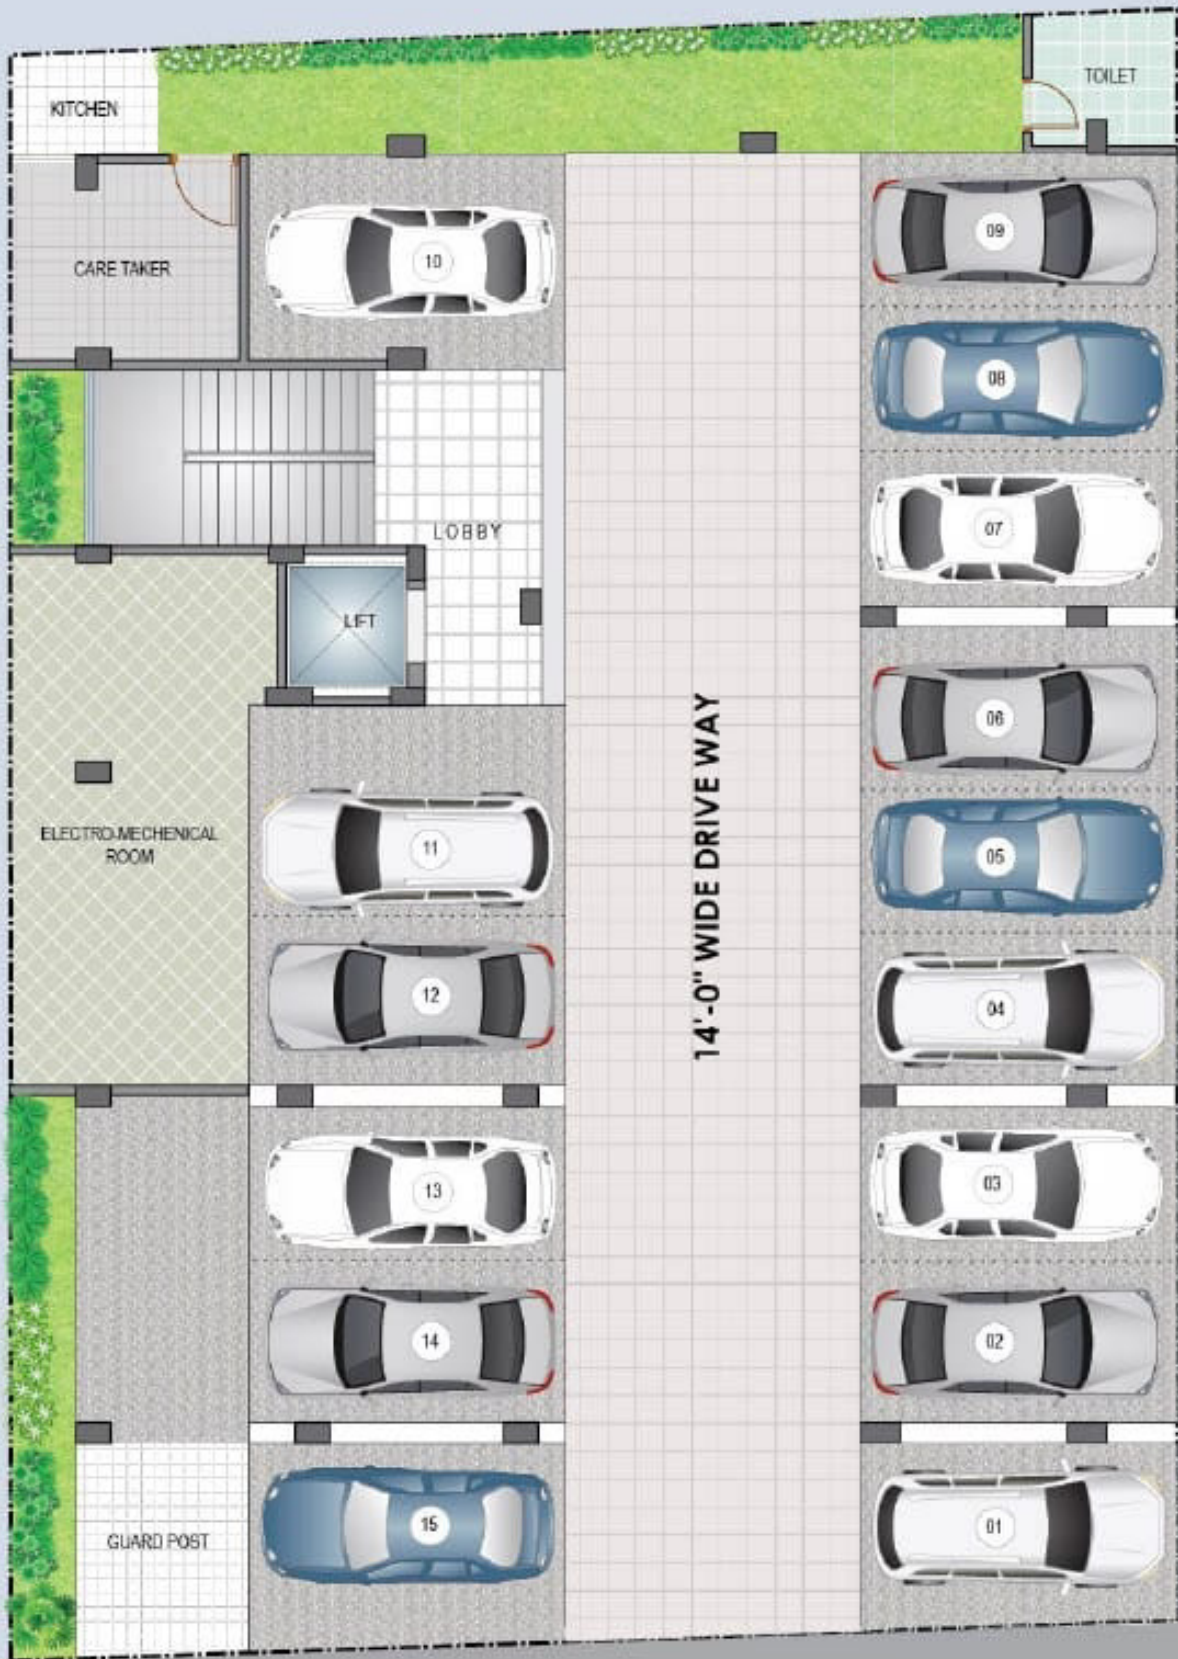 KITCHEN
TOILET
CARE TAKER
10
09
08
LOBBY
07
LIFT
06
14'-0" WIDE DRIVE WAY
ELECTRO-MECHENICAL
ROOM
11
05
12
04
13
03
14
02
GUARD POST
15
01